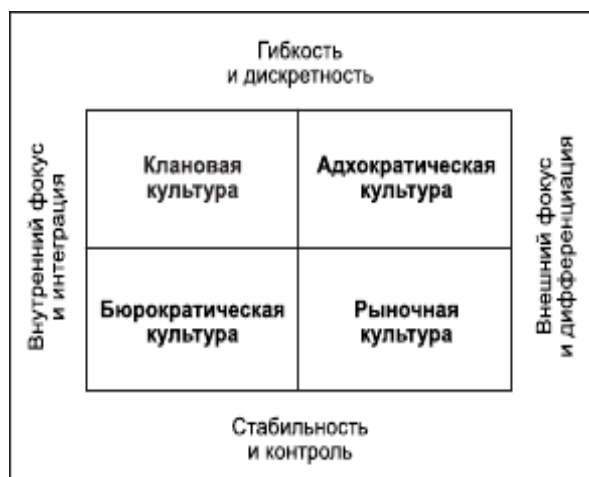 Гибкость
и дискретность
Внутренний фокус
и интеграция
Клановая
культура
Адхократическая
культура
Бюрократическая
культура
Рыночная
культура
Внешний фокус
и дифференциация
Стабильность
и контроль